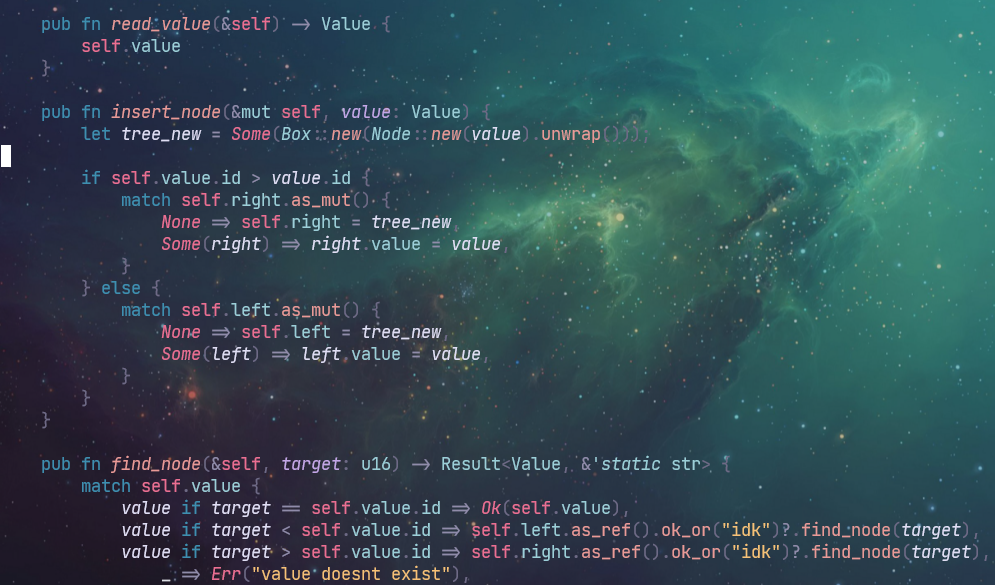 pub fn read_value(&self) -> Value {
    self.value
}

pub fn insert_node(&mut self, value: Value) {
    let tree_new = Some(Box::new(Node::new(value).unwrap()));

    if self.value.id > value.id {
        match self.right.as_mut() {
            None => self.right = tree_new,
            Some(right) => right.value = value,
        }
    } else {
        match self.left.as_mut() {
            None => self.left = tree_new,
            Some(left) => left.value = value,
        }
    }
}

pub fn find_node(&self, target: u16) -> Result<Value, &'static str> {
    match self.value {
        value if target == self.value.id => Ok(self.value),
        value if target < self.value.id => self.left.as_ref().ok_or("idk")?.find_node(target),
        value if target > self.value.id => self.right.as_ref().ok_or("idk")?.find_node(target),
        _ => Err("value doesnt exist"),